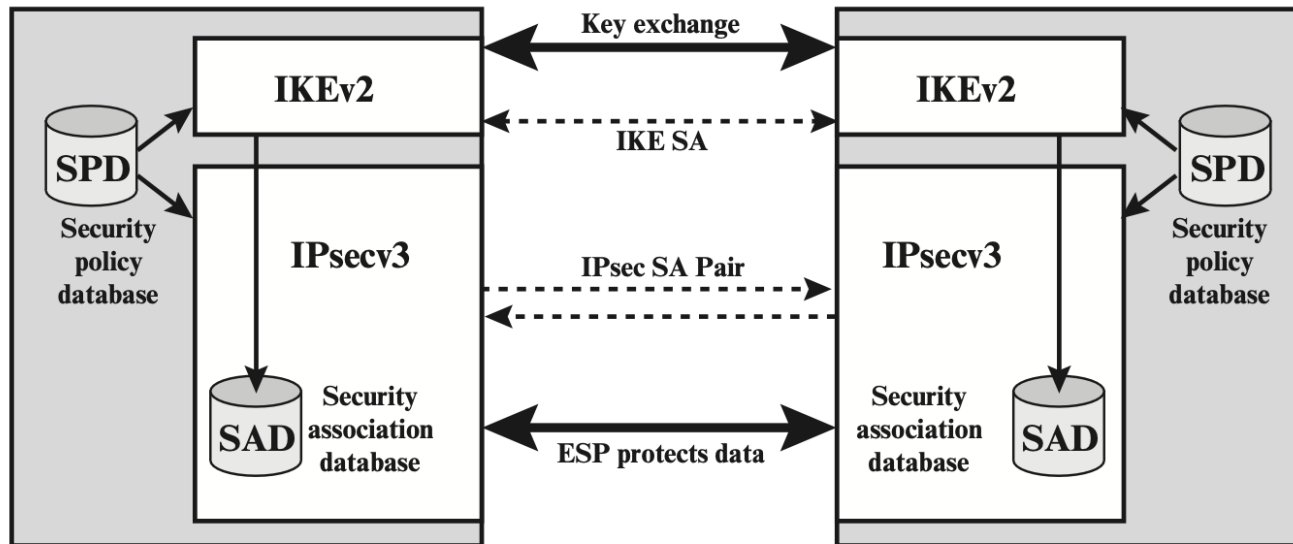 Key exchange
IKEv2
IKEv2
SPD
Security
policy
database
IKE SA
SPD
Security
policy
database
IPsecv3
IPsec SA Pair
IPsecv3
SAD
Security
association
database
ESP protects data
Security
association
database
SAD